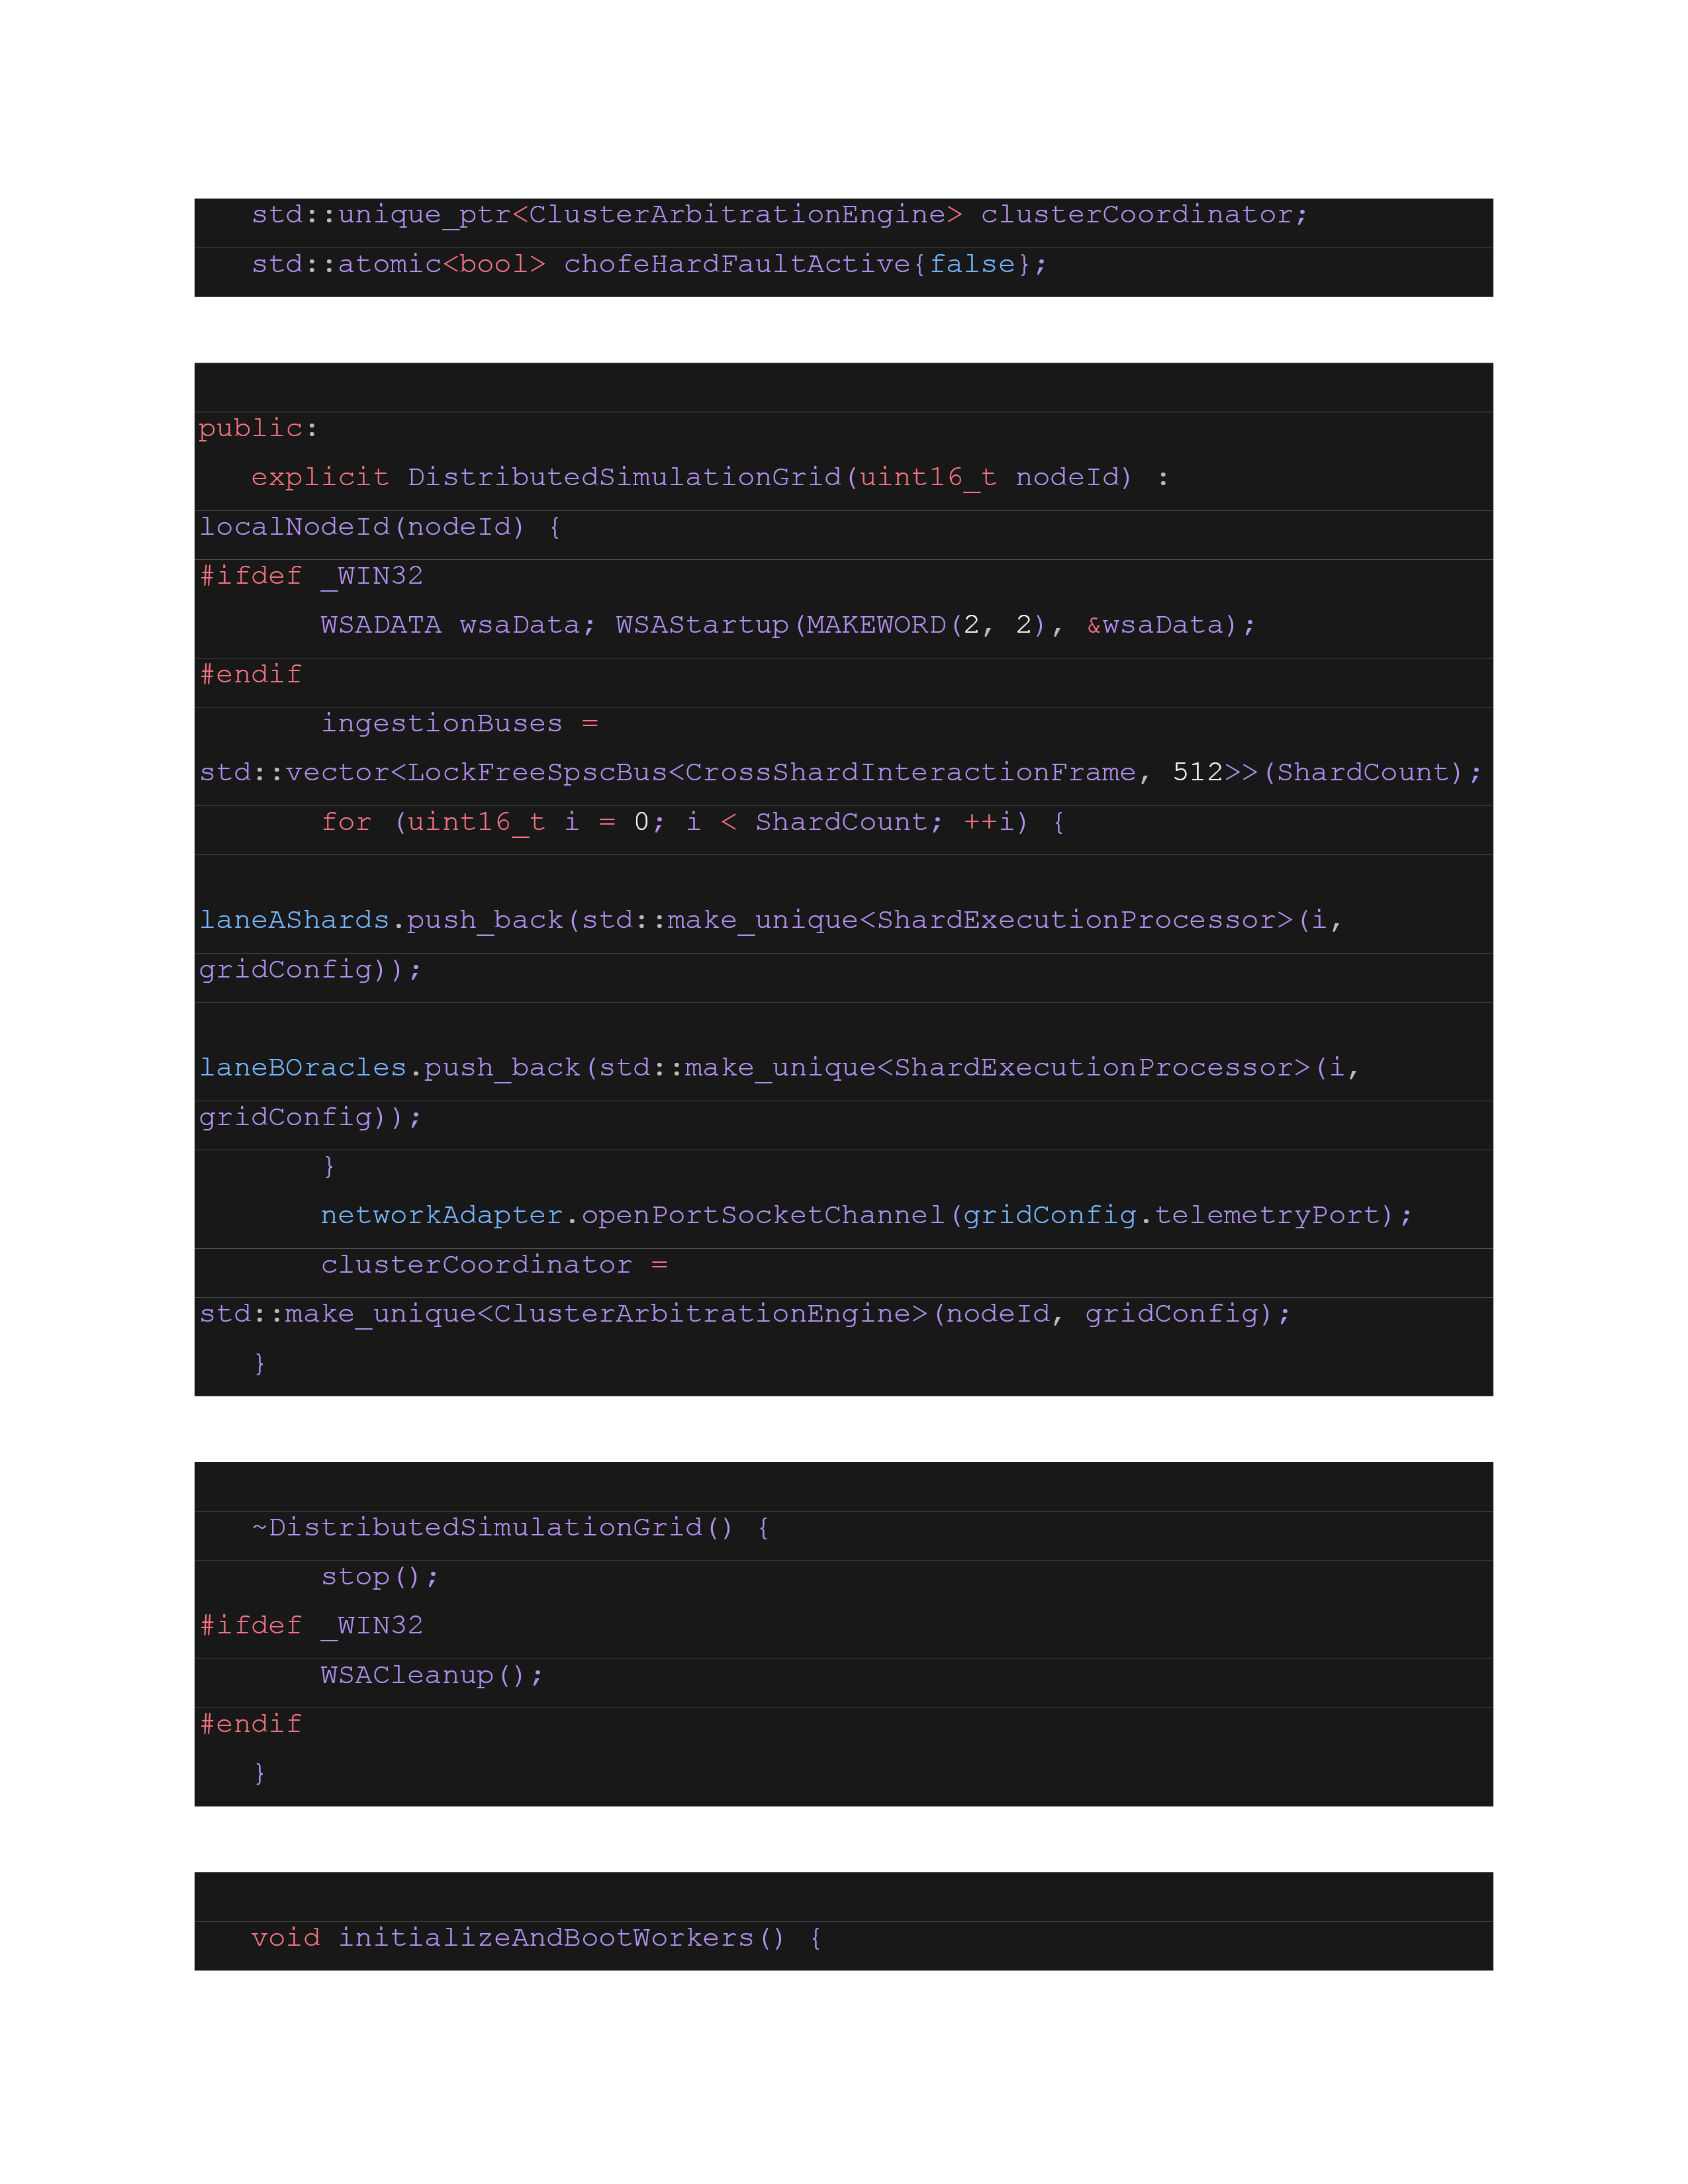 std::unique_ptr<ClusterArbitrationEngine> clusterCoordinator;
std::atomic<bool> chofeHardFaultActive{false};
public:
explicit DistributedSimulationGrid(uint16_t nodeId) :
localNodeId(nodeId) {
#ifdef _WIN32
WSADATA wsaData; WSAStartup(MAKEWORD(2, 2), &wsaData);
#endif
ingestionBuses =
std::vector<LockFreeSpscBus<CrossShardInteractionFrame, 512>>(ShardCount);
for (uint16_t i = 0; i < ShardCount; ++i) {
laneAShards.push_back(std::make_unique<ShardExecutionProcessor>(i,
gridConfig));
laneBOracles.push_back(std::make_unique<ShardExecutionProcessor>(i,
gridConfig));
}
networkAdapter.openPortSocketChannel(gridConfig.telemetryPort);
clusterCoordinator =
std::make_unique<ClusterArbitrationEngine>(nodeId, gridConfig);
}
~DistributedSimulationGrid() {
stop();
#ifdef _WIN32
WSACleanup();
#endif
}
void initializeAndBootWorkers() {